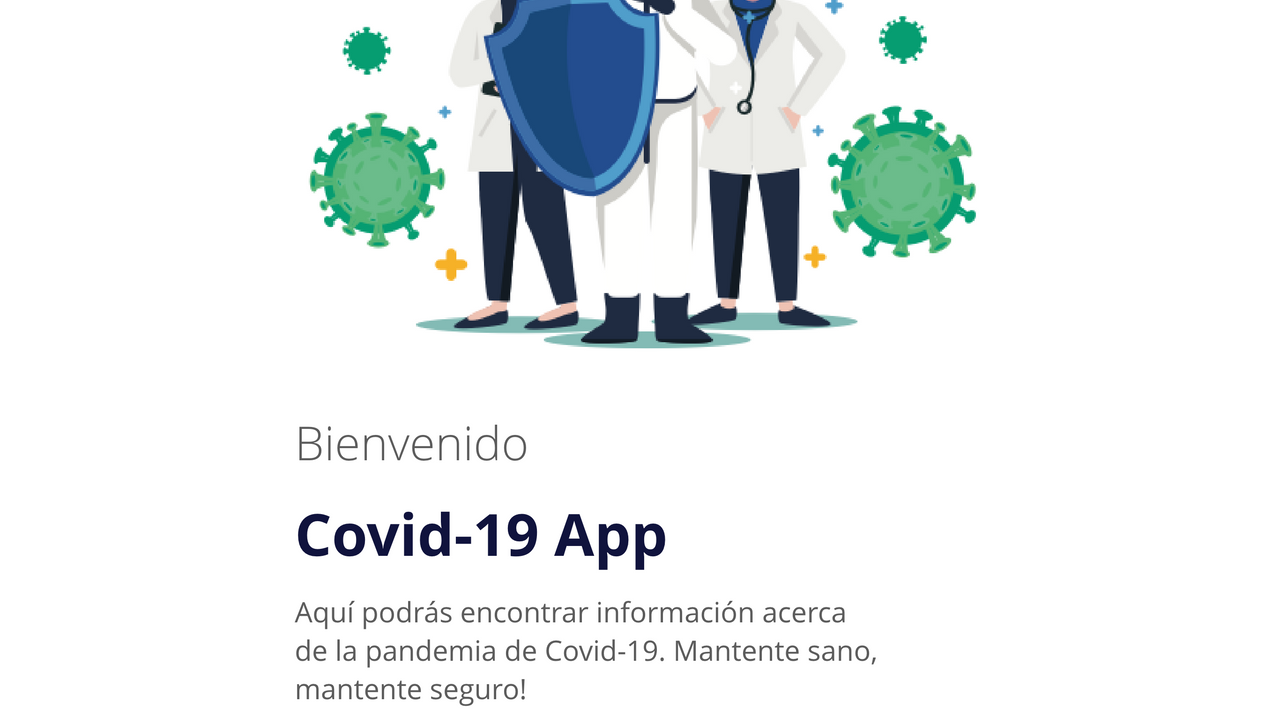 Bienvenido
Covid-19 App
Aquí podrás encontrar información acerca
de la pandemia de Covid-19. Mantente sano,
mantente seguro!